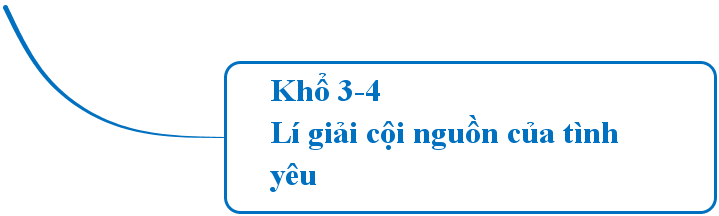 Khổ 3-4
Lí giải cội nguồn của tình
yêu